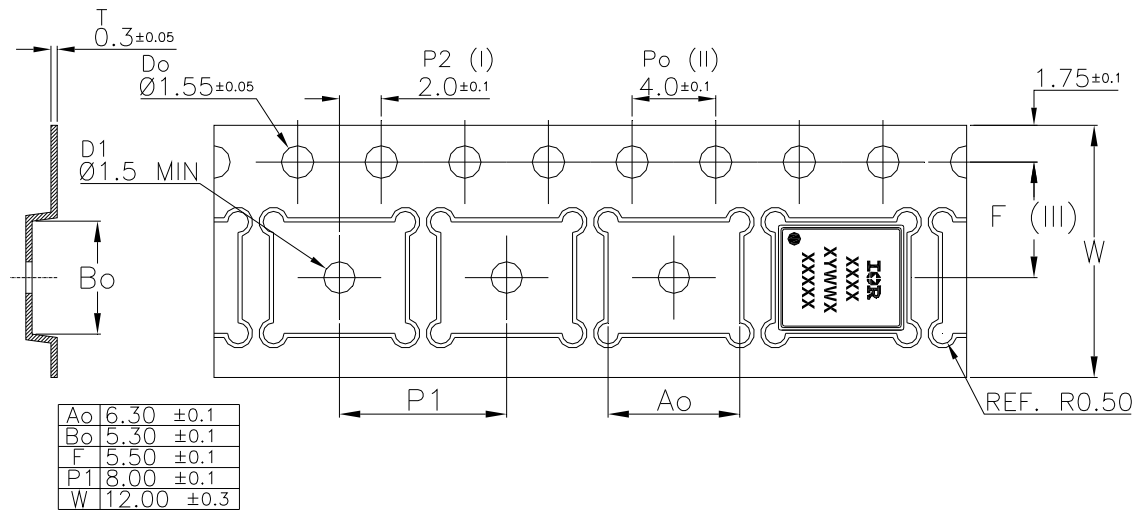 T
0.3±0.05
Do
Ø1.55±0.05
P2 (I)
2.0±0.1
Po (II)
4.0±0.1
1.75±0.1
D1
Ø1.5 MIN
F (III)
W
Bo
IOR
XXXX
XYWWX
XXXXX
P1
Ao
REF. R0.50
Ao 6.30 ±0.1
Bo 5.30 ±0.1
F 5.50 ±0.1
P1 8.00 ±0.1
W 12.00 ±0.3